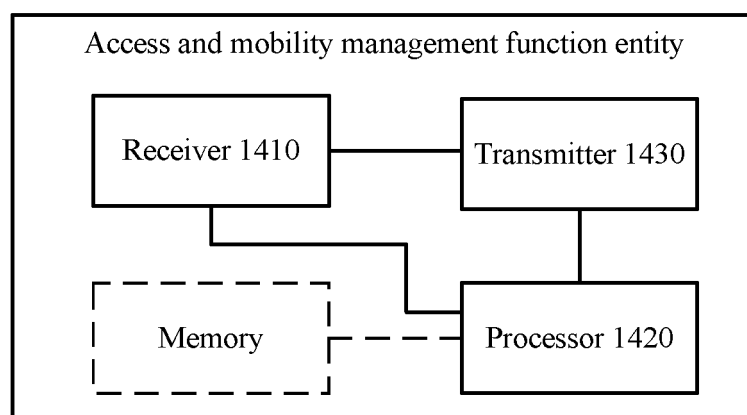 Access and mobility management function entity
Receiver 1410
Transmitter 1430
Memory
Processor 1420